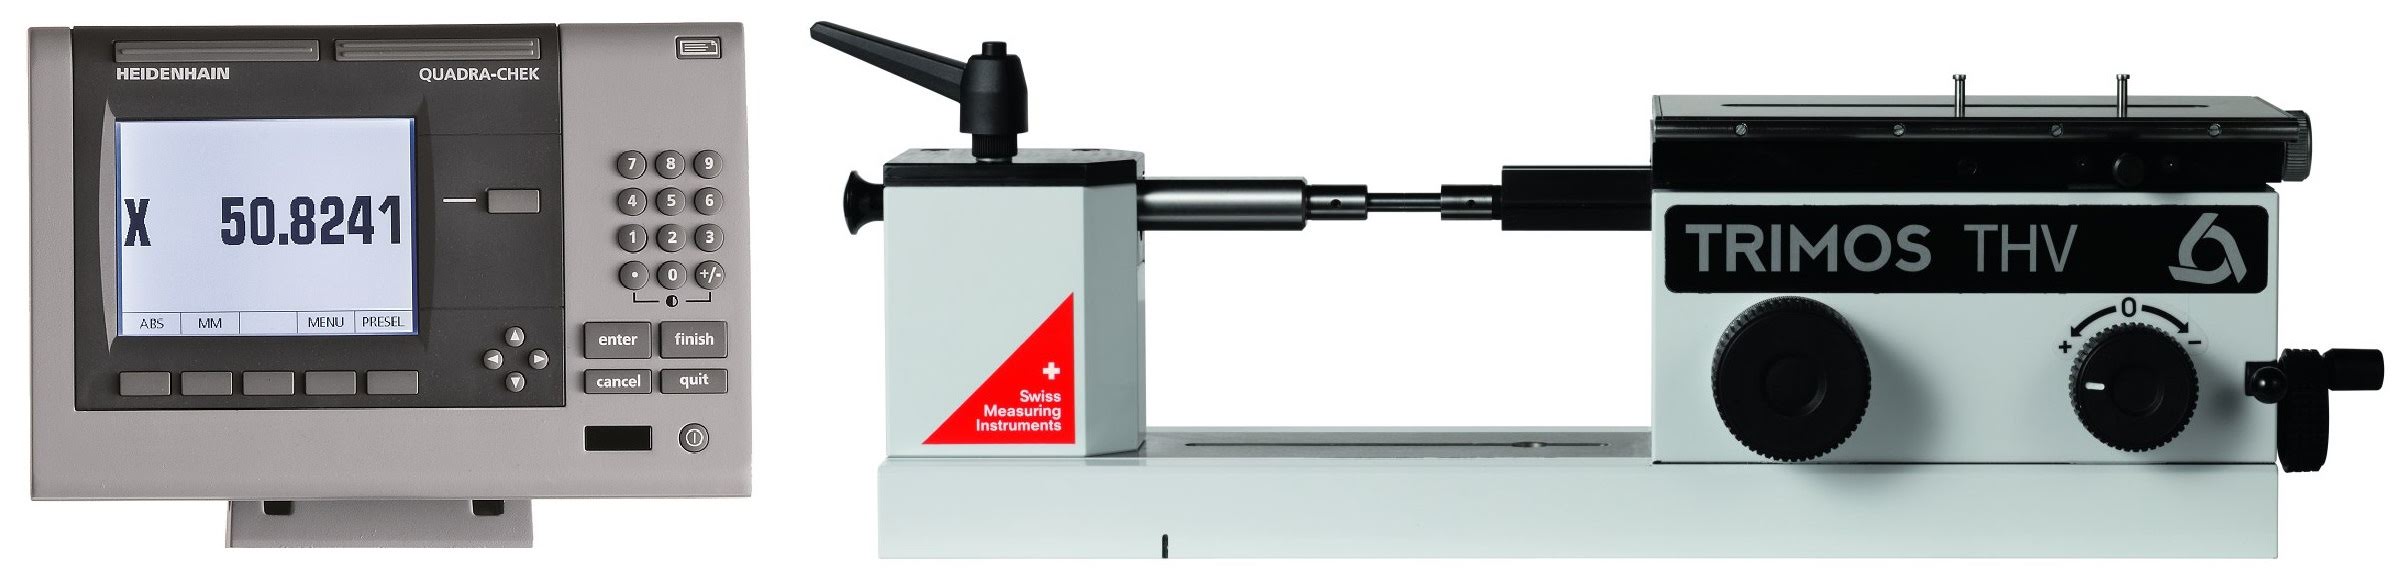 HEIDENHAIN QUADRA-CHEK
X 50.8241
ABS MM MENU PRESEL
7 8 9
4 5 6
1 2 3
. 0 +/-
enter finish
cancel quit
TRIMOS THV
0
+ -
Swiss
Measuring
Instruments